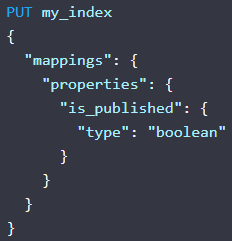 PUT my_index
{
  "mappings": {
    "properties": {
      "is_published": {
        "type": "boolean"
      }
    }
  }
}